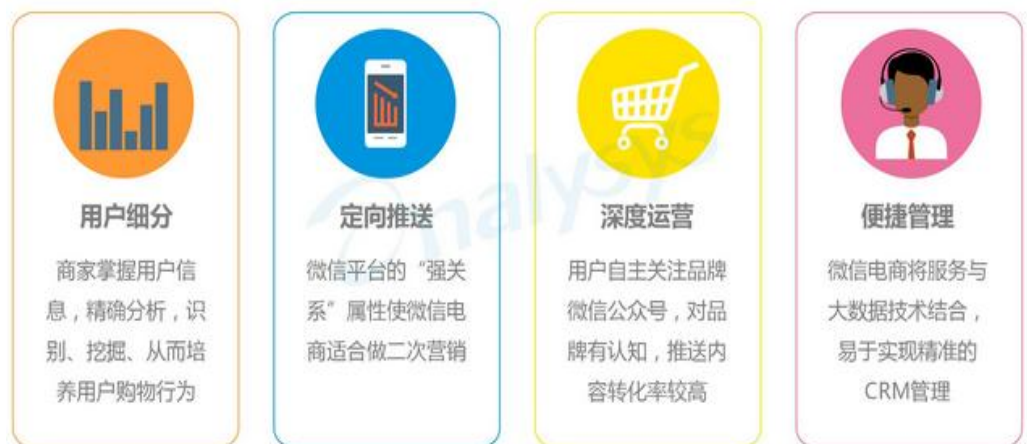 用户细分
商家掌握用户信
息，精确分析，识
别、挖掘、从而培
养用户购物行为
定向推送
微信平台的“强关
系”属性使微信电
商适合做二次营销
深度运营
用户自主关注品牌
微信公众号，对品
牌有认知，推送内
容转化率较高
便捷管理
微信电商将服务与
大数据技术结合，
易于实现精准的
CRM管理
analysys